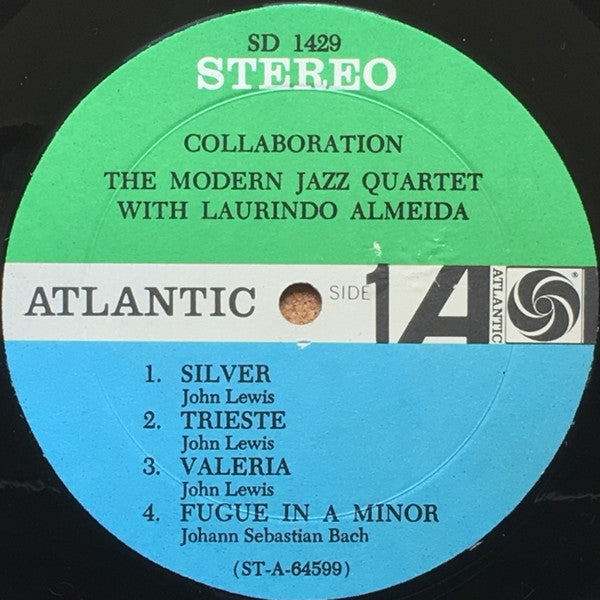 SD 1429
STEREO
COLLABORATION
THE MODERN JAZZ QUARTET
WITH LAURINDO ALMEIDA
ATLANTIC SIDE 1 A ATLANTIC ®
1. SILVER
John Lewis
2. TRIESTE
John Lewis
3. VALERIA
John Lewis
4. FUGUE IN A MINOR
Johann Sebastian Bach
(ST-A-64599)